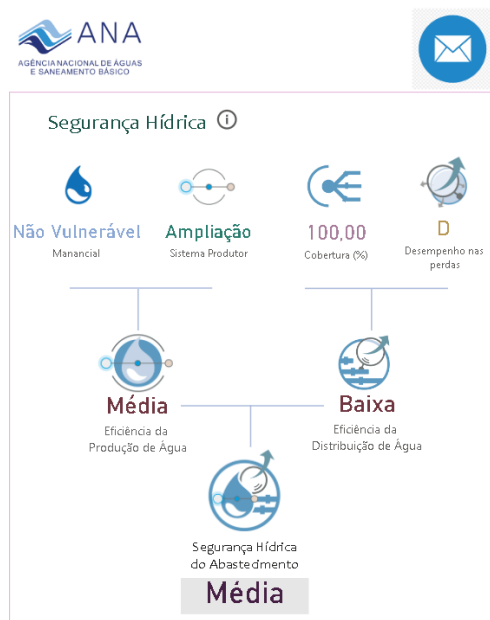 ANA
AGÊNCIA NACIONAL DE ÁGUAS
E SANEAMENTO BÁSICO
Segurança Hídrica
Não Vulnerável
Manancial
Ampliação
Sistema Produtor
100,00
Cobertura (%)
D
Desempenho nas
perdas
Média
Eficiência da
Produção de Água
Baixa
Eficiência da
Distribuição de Água
Segurança Hídrica
do Abastecimento
Média